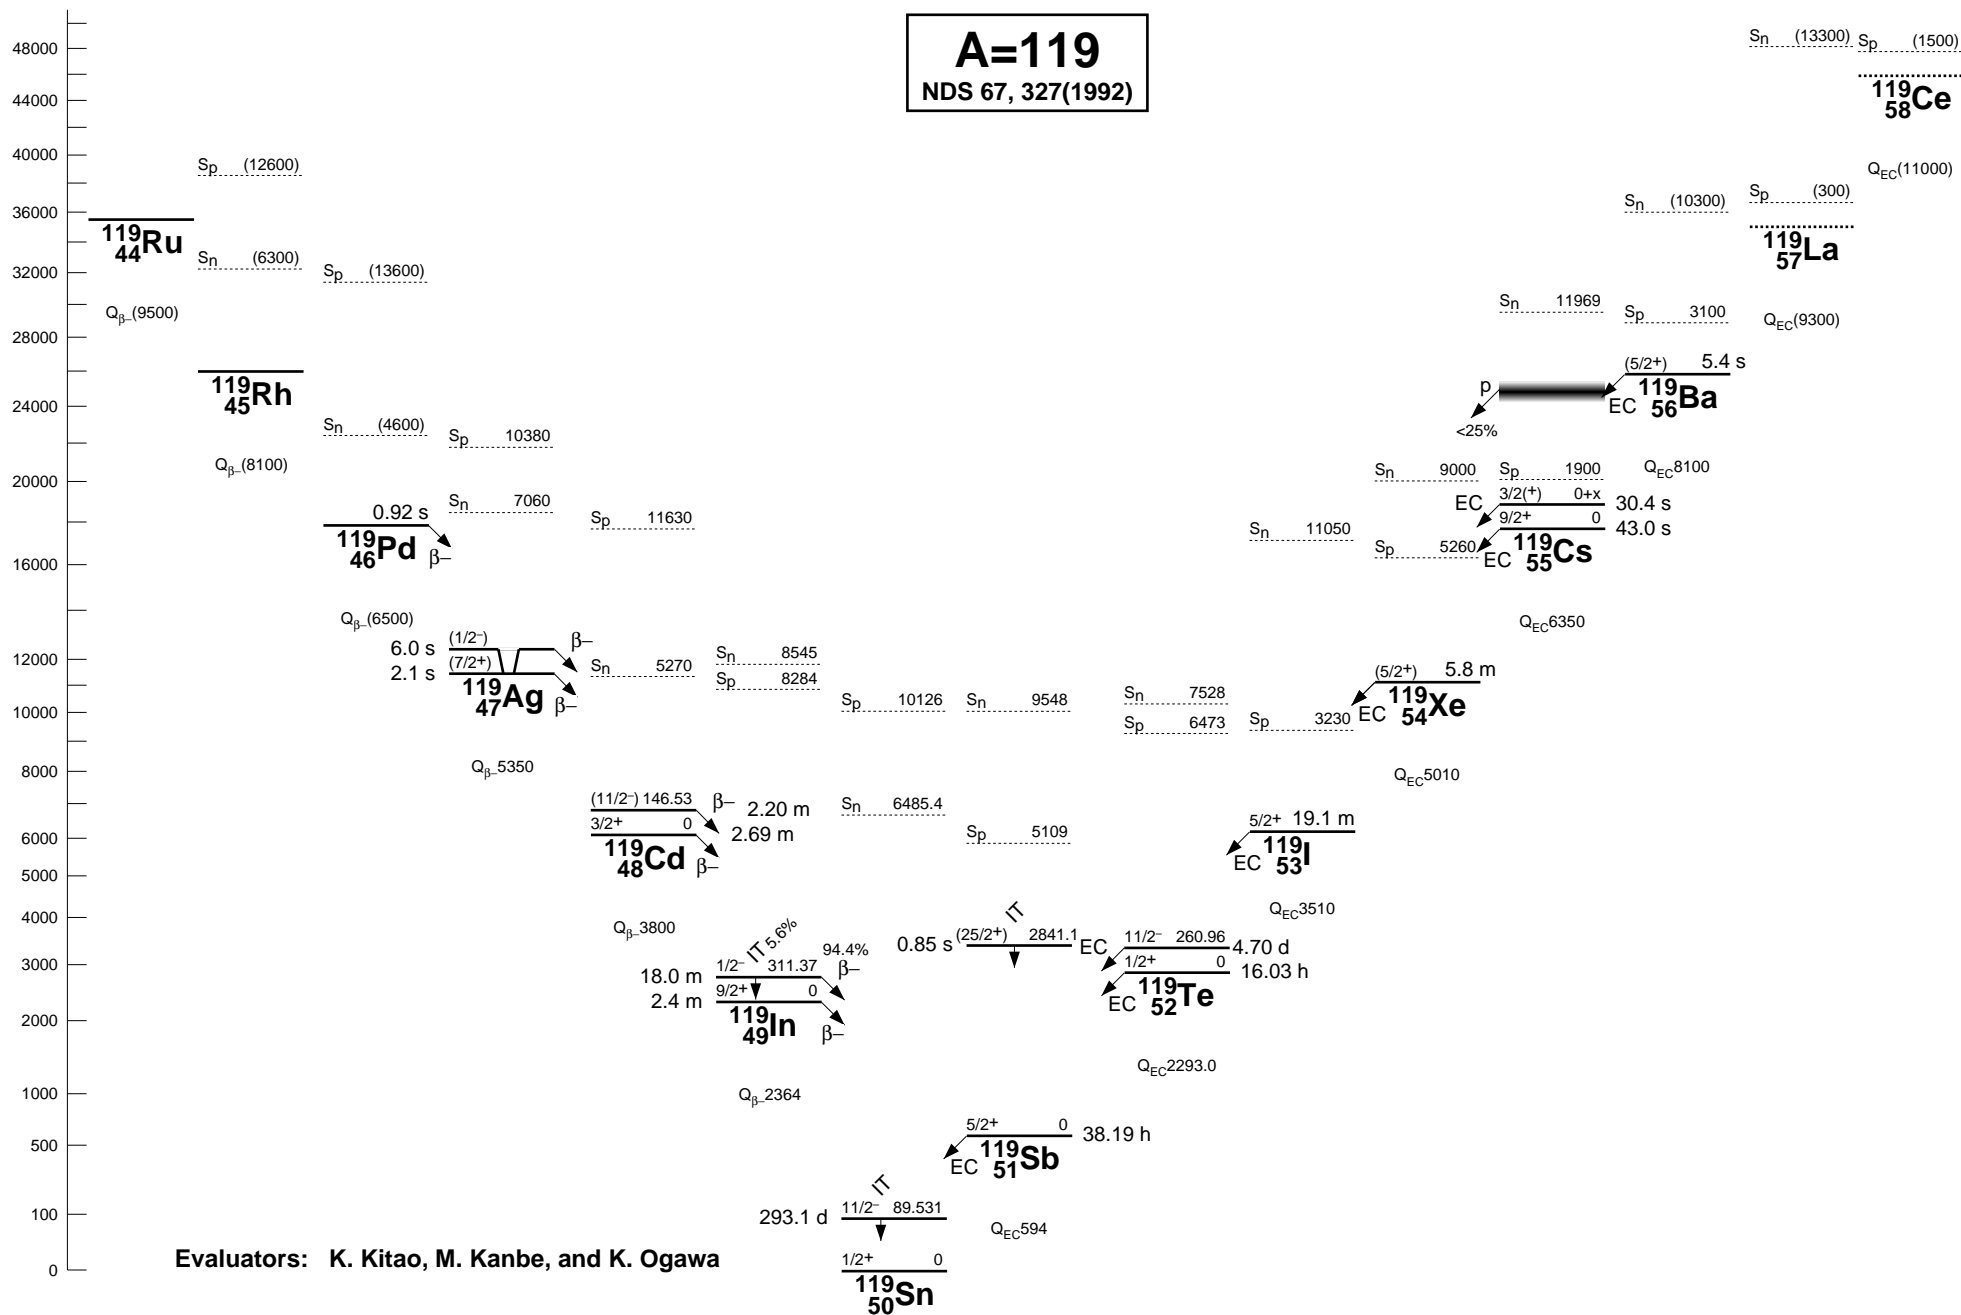 A=119
NDS 67, 327(1992)
48000
44000
40000
36000
32000
28000
24000
20000
16000
12000
10000
8000
6000
5000
4000
3000
2000
1000
500
100
0
119 44 Ru
Qβ−(9500)
Sp (12600)
Sn (6300)
119 45 Rh
Qβ−(8100)
Sp (13600)
Sn (4600)
0.92 s
119 46 Pd β−
Qβ−(6500)
Sp 10380
Sn 7060
6.0 s (1/2−) β−
2.1 s (7/2+)
119 47 Ag β−
Qβ−5350
Sp 11630
Sn 5270
(11/2−) 146.53 β− 2.20 m
3/2+ 0 2.69 m
119 48 Cd β−
Qβ−3800
Sn 8545
Sp 8284
IT 5.6% 94.4%
18.0 m 1/2− 311.37 β−
2.4 m 9/2+ 0
119 49 In β−
Qβ−2364
Sp 10126
Sn 6485.4
IT
293.1 d 11/2− 89.531
1/2+ 0
119 50 Sn
Sn 9548
Sp 5109
IT
0.85 s (25/2+) 2841.1
5/2+ 0 38.19 h
EC 119 51 Sb
QEC594
Sn 7528
Sp 6473
EC 11/2− 260.96 4.70 d
1/2+ 0 16.03 h
EC 119 52 Te
QEC2293.0
Sn 11050
Sp 3230
5/2+ 19.1 m
EC 119 53 I
QEC3510
Sn 9000
Sp 5260
(5/2+) 5.8 m
EC 119 54 Xe
QEC5010
Sn 11969
p
<25%
Sp 1900
EC 3/2(+) 0+x 30.4 s
9/2+ 0 43.0 s
EC 119 55 Cs
QEC6350
Sn (10300)
Sp 3100
(5/2+) 5.4 s
EC 119 56 Ba
QEC8100
Sn (13300)
Sp (300)
119 57 La
QEC(9300)
Sp (1500)
119 58 Ce
QEC(11000)
Evaluators: K. Kitao, M. Kanbe, and K. Ogawa